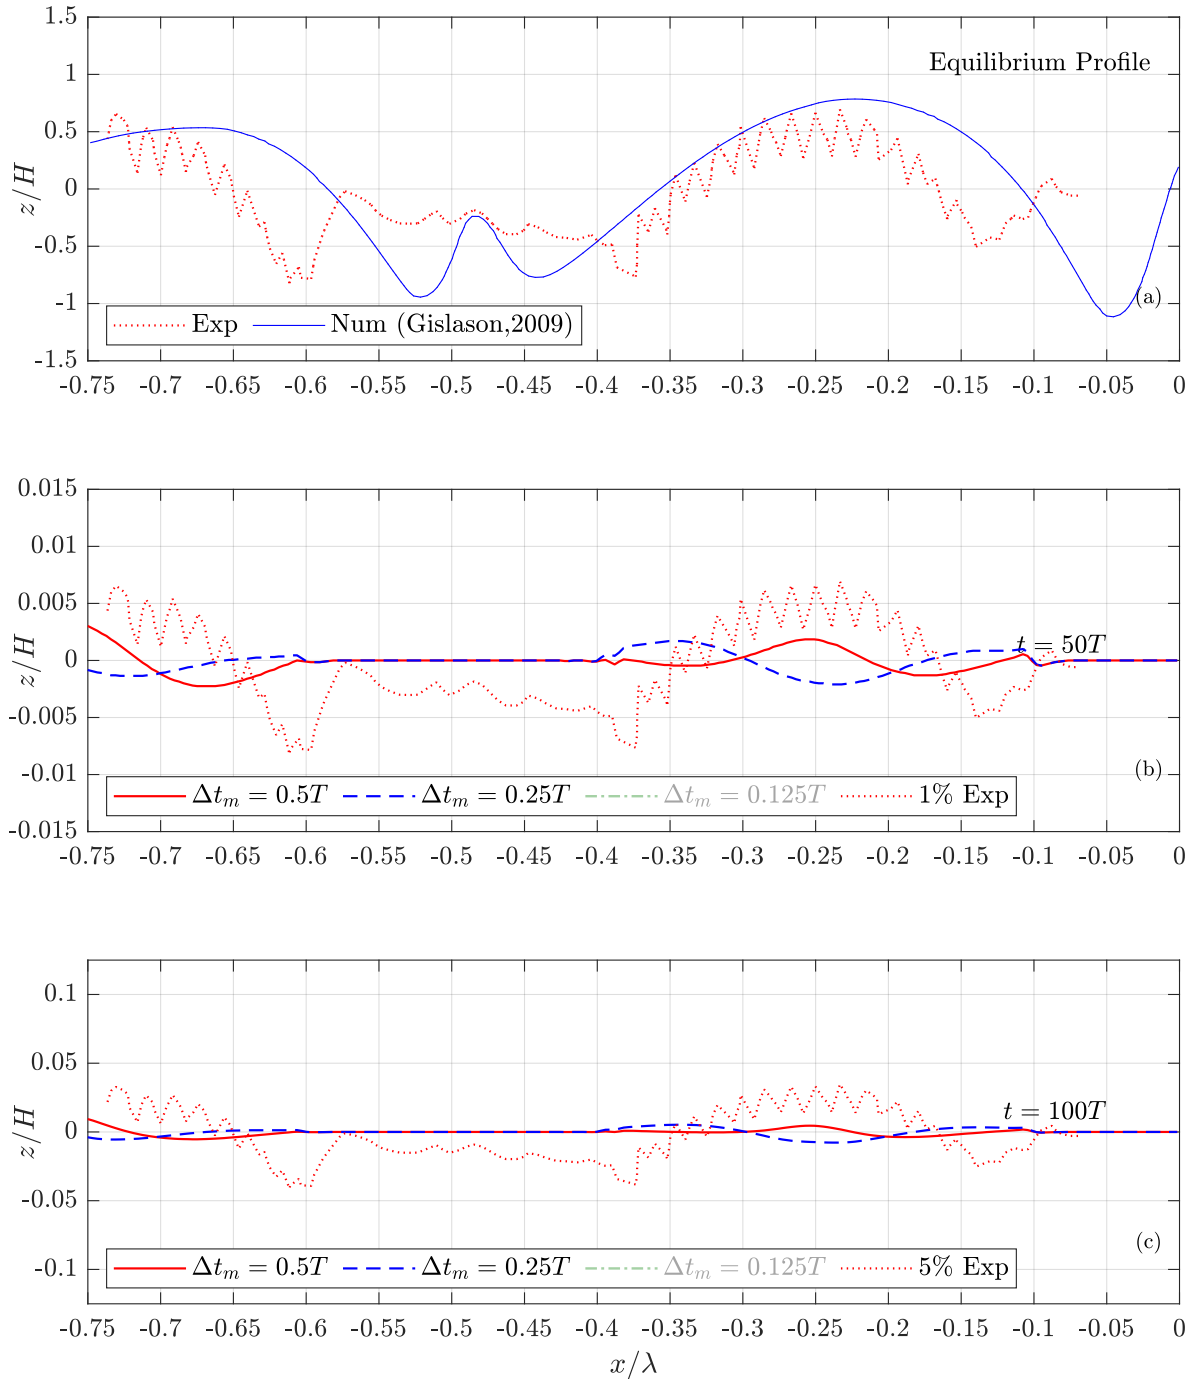 1.5
1
0.5
0
-0.5
-1
-1.5
z/H
Equilibrium Profile
(a)
Exp Num (Gislason,2009)
-0.75 -0.7 -0.65 -0.6 -0.55 -0.5 -0.45 -0.4 -0.35 -0.3 -0.25 -0.2 -0.15 -0.1 -0.05 0
0.015
0.01
0.005
0
-0.005
-0.01
-0.015
z/H
t = 50T
(b)
Δt_m = 0.5T Δt_m = 0.25T Δt_m = 0.125T 1% Exp
-0.75 -0.7 -0.65 -0.6 -0.55 -0.5 -0.45 -0.4 -0.35 -0.3 -0.25 -0.2 -0.15 -0.1 -0.05 0
0.1
0.05
0
-0.05
-0.1
z/H
t = 100T
(c)
Δt_m = 0.5T Δt_m = 0.25T Δt_m = 0.125T 5% Exp
-0.75 -0.7 -0.65 -0.6 -0.55 -0.5 -0.45 -0.4 -0.35 -0.3 -0.25 -0.2 -0.15 -0.1 -0.05 0
x/λ